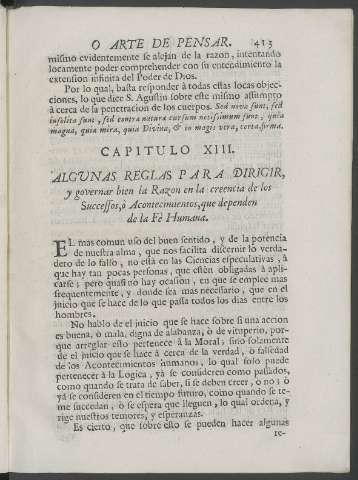 O ARTE DE PENSAR. 413
missmo evidentemente se alejan de la razon, intentando
locamente poder comprehender con su entendimiento la
extension infinita del Poder de Dios.
Por lo qual, basta responder à todas estas locas objec-
ciones, lo que dice S. Agustin sobre este mismo assumpto
à cerca de la penetracion de los cuerpos. Sed nova sunt, sed
insolita sunt, sed contra naturæ cursum notissimum sunt, quia
magna, quia mira, quia Divina, & eo magis vera, certa, firma.
CAPITULO XIII.
ALGUNAS REGLAS PARA DIRIGIR,
y governar bien la Razon en la creencia de los
Successos, ò Acontecimientos, que dependen
de la Fè Humana.
EL mas comun uso del buen sentido, y de la potencia
de nuestra alma, que nos facilita discernir lo verda-
dero de lo falso, no està en las Ciencias especulativas, à
que hay tan pocas personas, que estèn obligadas à apli-
carse; pero quasi no hay ocasion, en que se emplee mas
frequentemente, y donde sea mas necesario, que en el
juicio que se hace de lo que passa todos los dias entre los
hombres.
No hablo de el juicio que se hace sobre si una accion
es buena, ò mala, digna de alabanza, ò de vituperio, por-
que arreglar esto pertenece à la Moral; sino solamente
de el juicio que se hace à cerca de la verdad, ò falsedad
de los Acontecimientos humanos, lo qual solo puede
pertenecer à la Logica, yà se consideren como passados,
como quando se trata de saber, si se deben creer, ò no: ò
yà se consideren en el tiempo futuro, como quando se te-
me sucedan, ò se espera que lleguen, lo qual ordena, y
rige nuestros temores, y esperanzas.
Es cierto, que sobre esto se pueden hacer algunas
re-